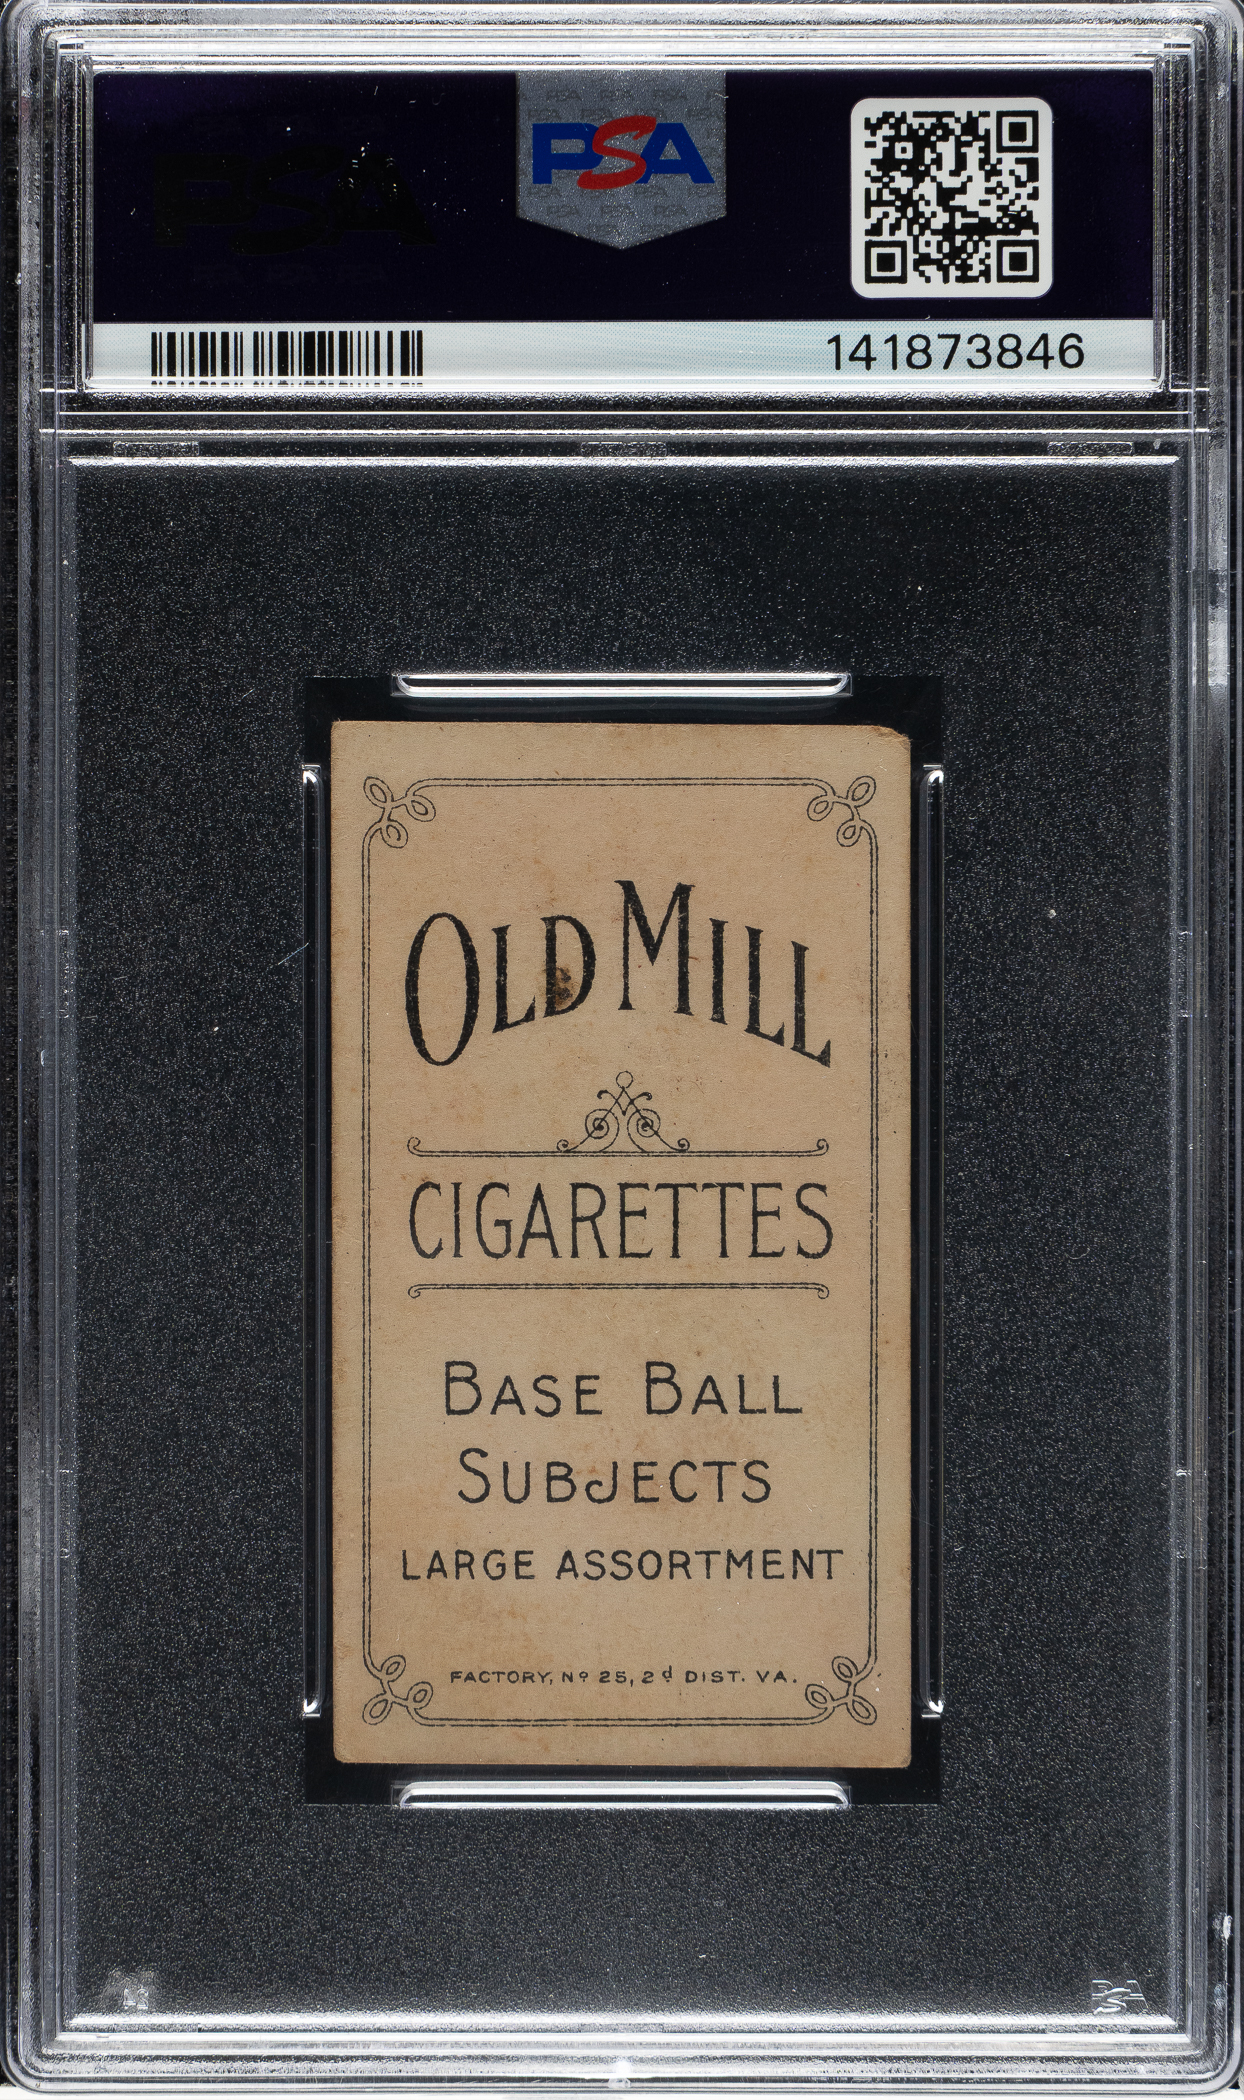 PSA
141873846
OLD MILL
CIGARETTES
BASE BALL
SUBJECTS
LARGE ASSORTMENT
FACTORY, Nº 25, 2d DIST. VA.
PSA